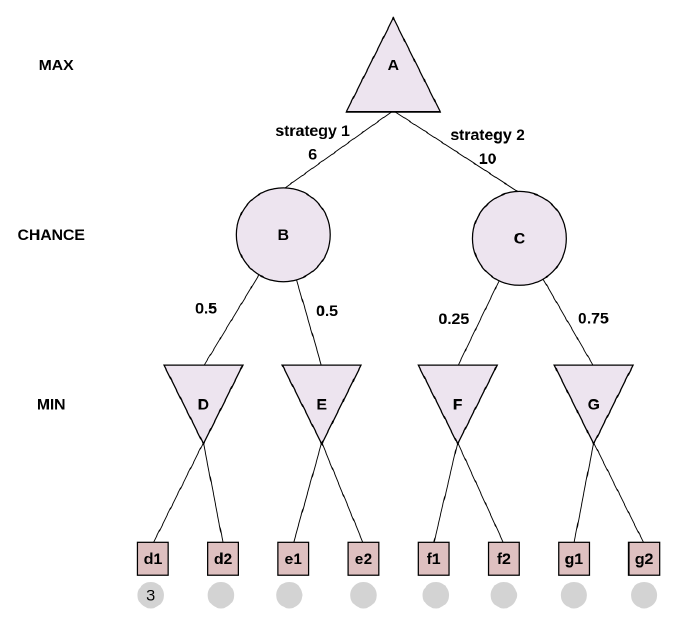 MAX
A
strategy 1
strategy 2
6
10
CHANCE
B
C
0.5
0.5
0.25
0.75
MIN
D
E
F
G
d1
d2
e1
e2
f1
f2
g1
g2
3